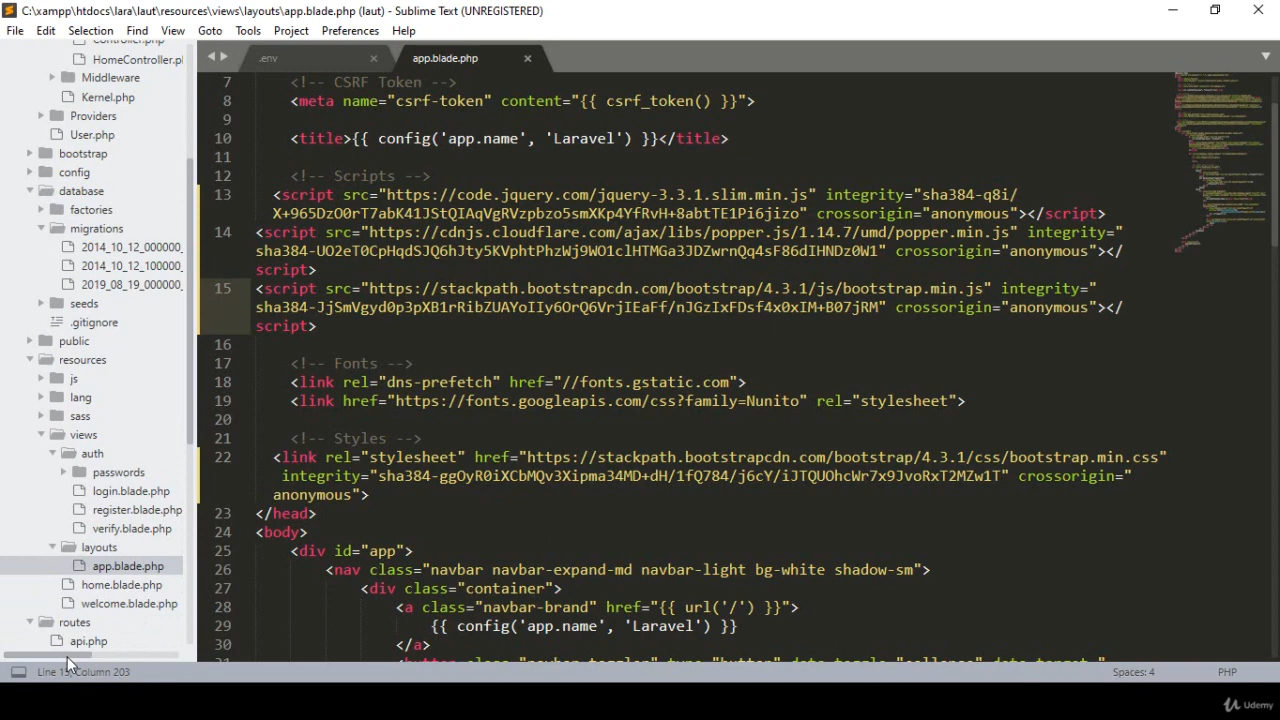 C:\xampp\htdocs\lara\laut\resources\views\layouts\app.blade.php (laut) - Sublime Text (UNREGISTERED)
File Edit Selection Find View Goto Tools Project Preferences Help
Controller.php
HomeController.pl
Middleware
Kernel.php
Providers
User.php
bootstrap
config
database
factories
migrations
2014_10_12_000000_
2014_10_12_100000_
2019_08_19_000000_
seeds
.gitignore
public
resources
js
lang
sass
views
auth
passwords
login.blade.php
register.blade.php
verify.blade.php
layouts
app.blade.php
home.blade.php
welcome.blade.php
routes
api.php
.env app.blade.php
7 <!-- CSRF Token -->
8 <meta name="csrf-token" content="{{ csrf_token() }}">
9
10 <title>{{ config('app.name', 'Laravel') }}</title>
11
12 <!-- Scripts -->
13 <script src="https://code.jquery.com/jquery-3.3.1.slim.min.js" integrity="sha384-q8i/
X+965DzO0rT7abK41JStQIAqVgRVzpbzo5smXKp4YfRvH+8abtTE1Pi6jizo" crossorigin="anonymous"></script>
14 <script src="https://cdnjs.cloudflare.com/ajax/libs/popper.js/1.14.7/umd/popper.min.js" integrity="
sha384-UO2eT0CpHqdSJQ6hJty5KVphtPhzWj9WO1clHTMGa3JDZwrnQq4sF86dIHNDz0W1" crossorigin="anonymous"></
script>
15 <script src="https://stackpath.bootstrapcdn.com/bootstrap/4.3.1/js/bootstrap.min.js" integrity="
sha384-JjSmVgyd0p3pXB1rRibZUAYoIIy6OrQ6VrjIEaFf/nJGzIxFDsf4x0xIM+B07jRM" crossorigin="anonymous"></
script>
16
17 <!-- Fonts -->
18 <link rel="dns-prefetch" href="//fonts.gstatic.com">
19 <link href="https://fonts.googleapis.com/css?family=Nunito" rel="stylesheet">
20
21 <!-- Styles -->
22 <link rel="stylesheet" href="https://stackpath.bootstrapcdn.com/bootstrap/4.3.1/css/bootstrap.min.css"
integrity="sha384-ggOyR0iXCbMQv3Xipma34MD+dH/1fQ784/j6cY/iJTQUOhcWr7x9JvoRxT2MZw1T" crossorigin="
anonymous">
23 </head>
24 <body>
25 <div id="app">
26 <nav class="navbar navbar-expand-md navbar-light bg-white shadow-sm">
27 <div class="container">
28 <a class="navbar-brand" href="{{ url('/') }}">
29 {{ config('app.name', 'Laravel') }}
30 </a>
Column 203
Spaces: 4 PHP
Udemy